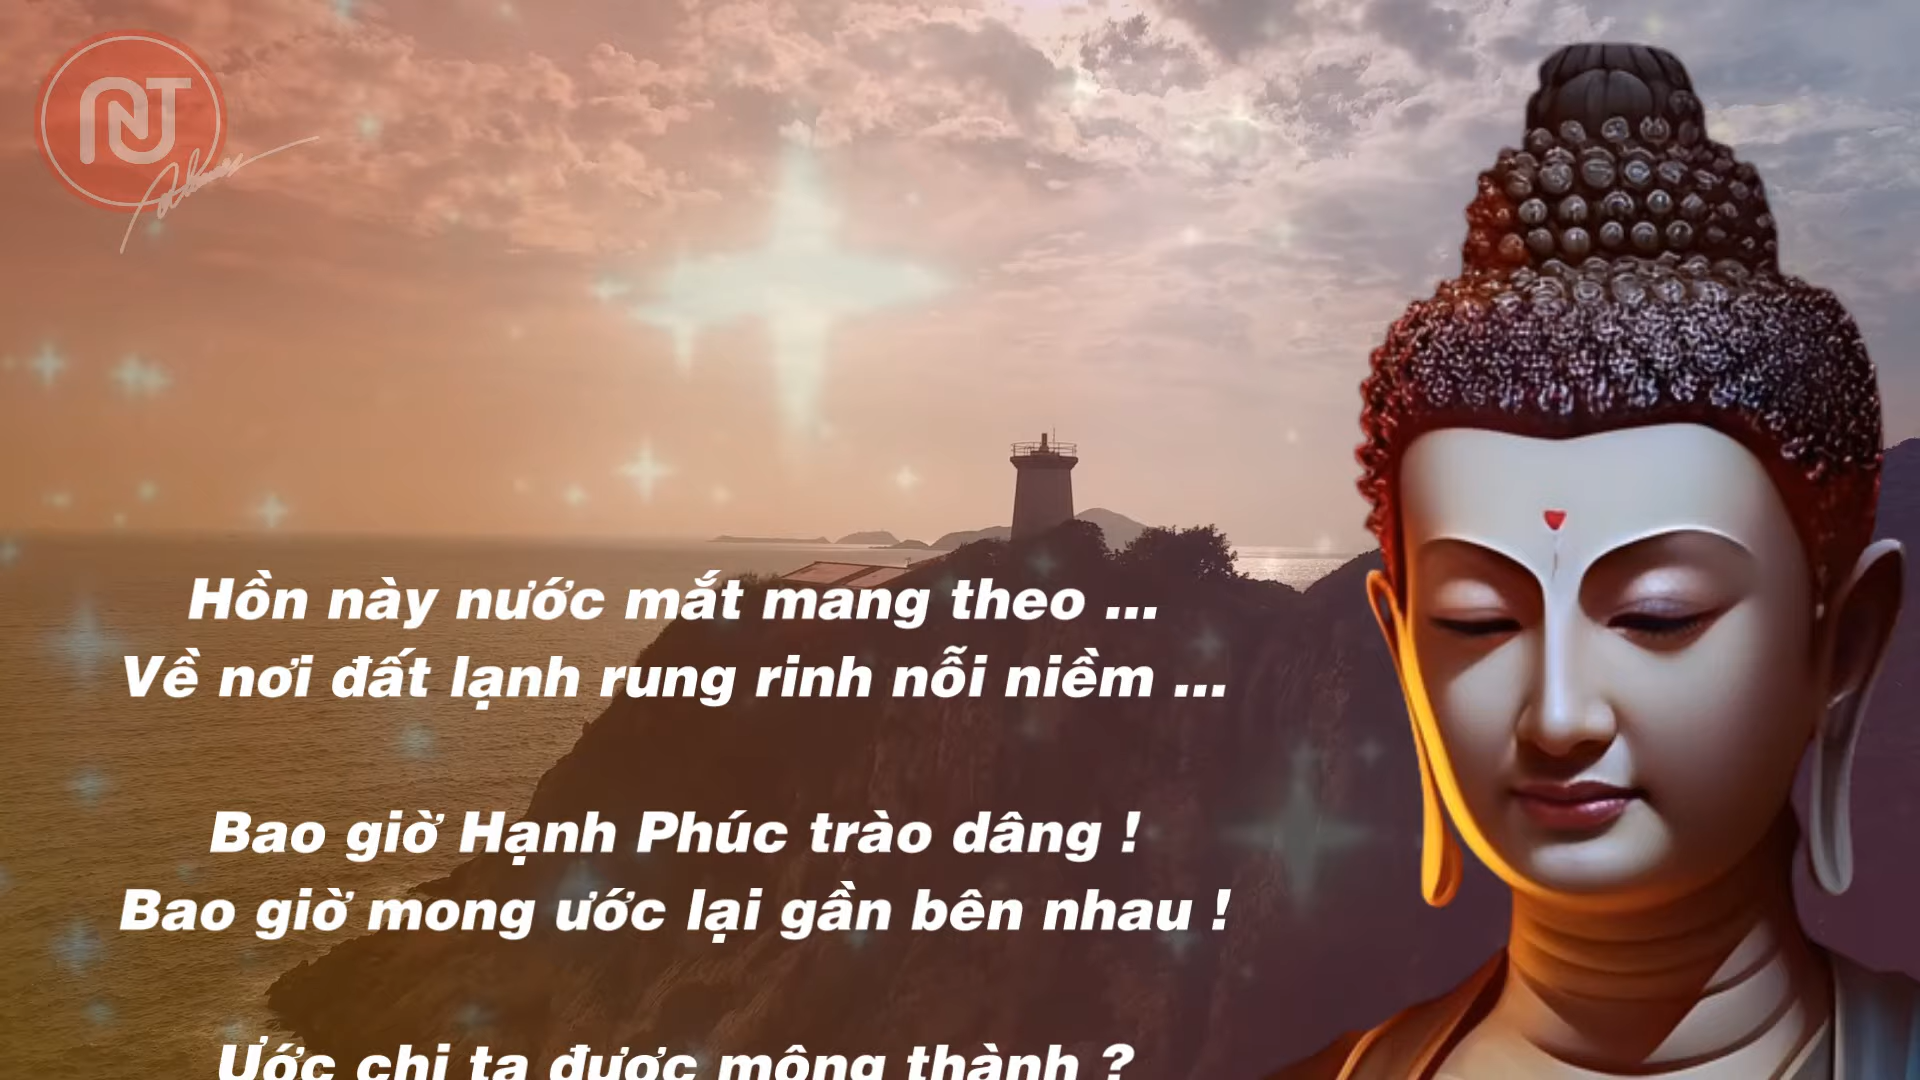 NT
Hồn này nước mắt mang theo ...
Về nơi đất lạnh rung rinh nỗi niềm ...
Bao giờ Hạnh Phúc trào dâng !
Bao giờ mong ước lại gần bên nhau !
Ước chi ta được mộng thành ?